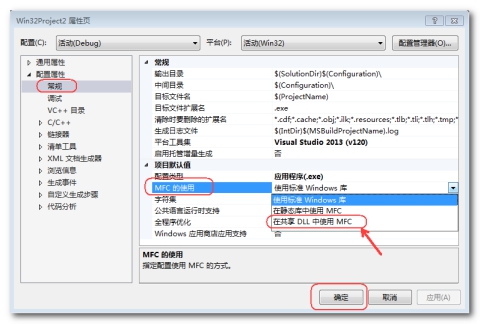 Win32Project2 属性页
配置(C): 活动(Debug) 平台(P): 活动(Win32) 配置管理器(O)...
通用属性
配置属性
常规
调试
VC++ 目录
C/C++
链接器
清单工具
XML 文档生成器
浏览信息
生成事件
自定义生成步骤
代码分析
常规
输出目录 $(SolutionDir)$(Configuration)\
中间目录 $(Configuration)\
目标文件名 $(ProjectName)
目标文件扩展名 .exe
清除时要删除的扩展名 *.cdf;*.cache;*.obj;*.ilk;*.resources;*.tlb;*.tli;*.tlh;*.tmp;*
生成日志文件 $(IntDir)$(MSBuildProjectName).log
平台工具集 Visual Studio 2013 (v120)
启用托管增量生成 否
项目默认值
配置类型 应用程序(.exe)
MFC 的使用 使用标准 Windows 库
字符集 使用标准 Windows 库
公共语言运行时支持 在静态库中使用 MFC
全程序优化 在共享 DLL 中使用 MFC
Windows 应用商店应用支持 否
MFC 的使用
指定配置使用 MFC 的方式。
确定 取消 应用(A)